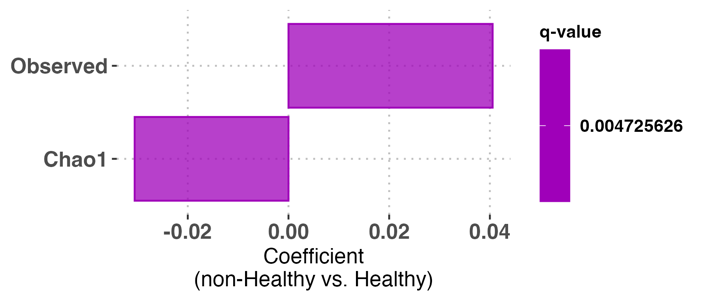 Observed
Chao1
-0.02 0.00 0.02 0.04
Coefficient
(non-Healthy vs. Healthy)
q-value
0.004725626